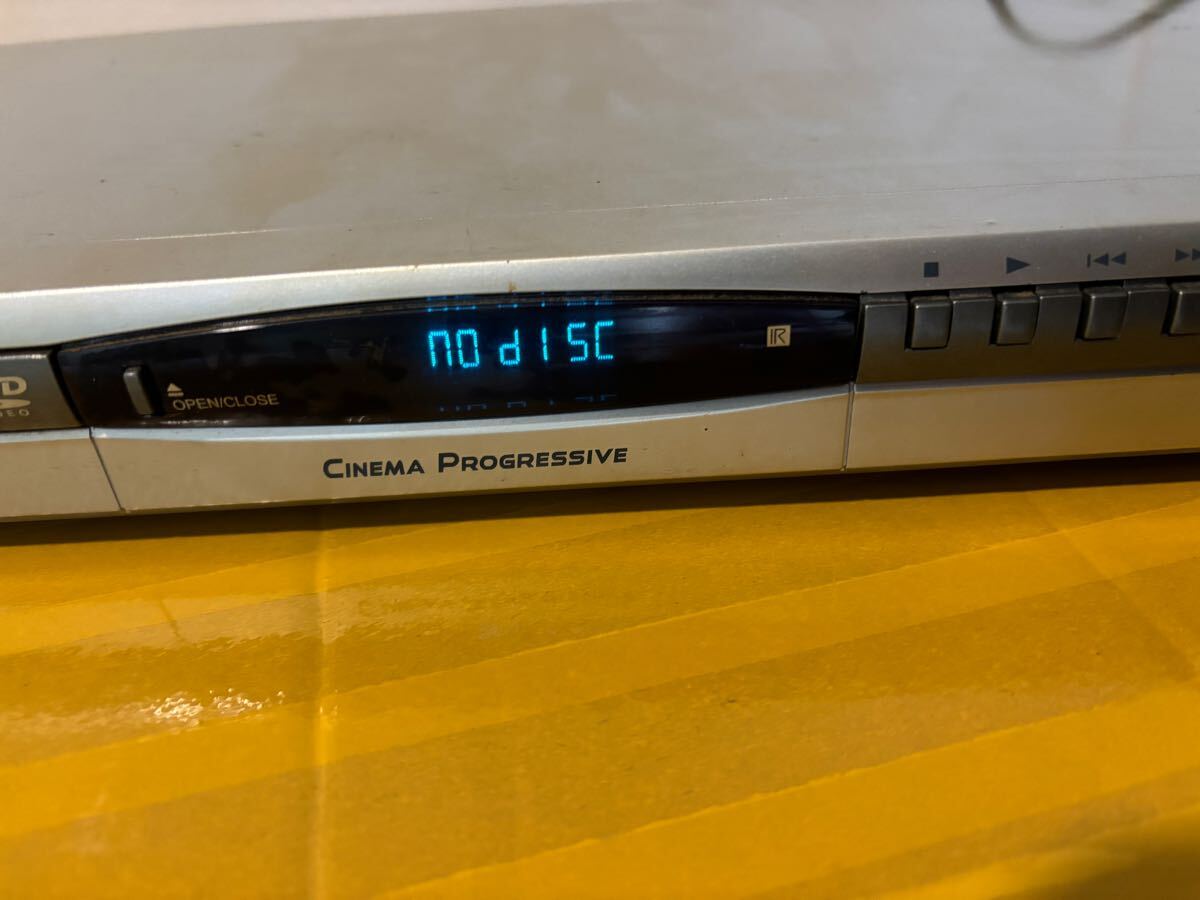 NO dISC
IR
OPEN/CLOSE
CINEMA PROGRESSIVE